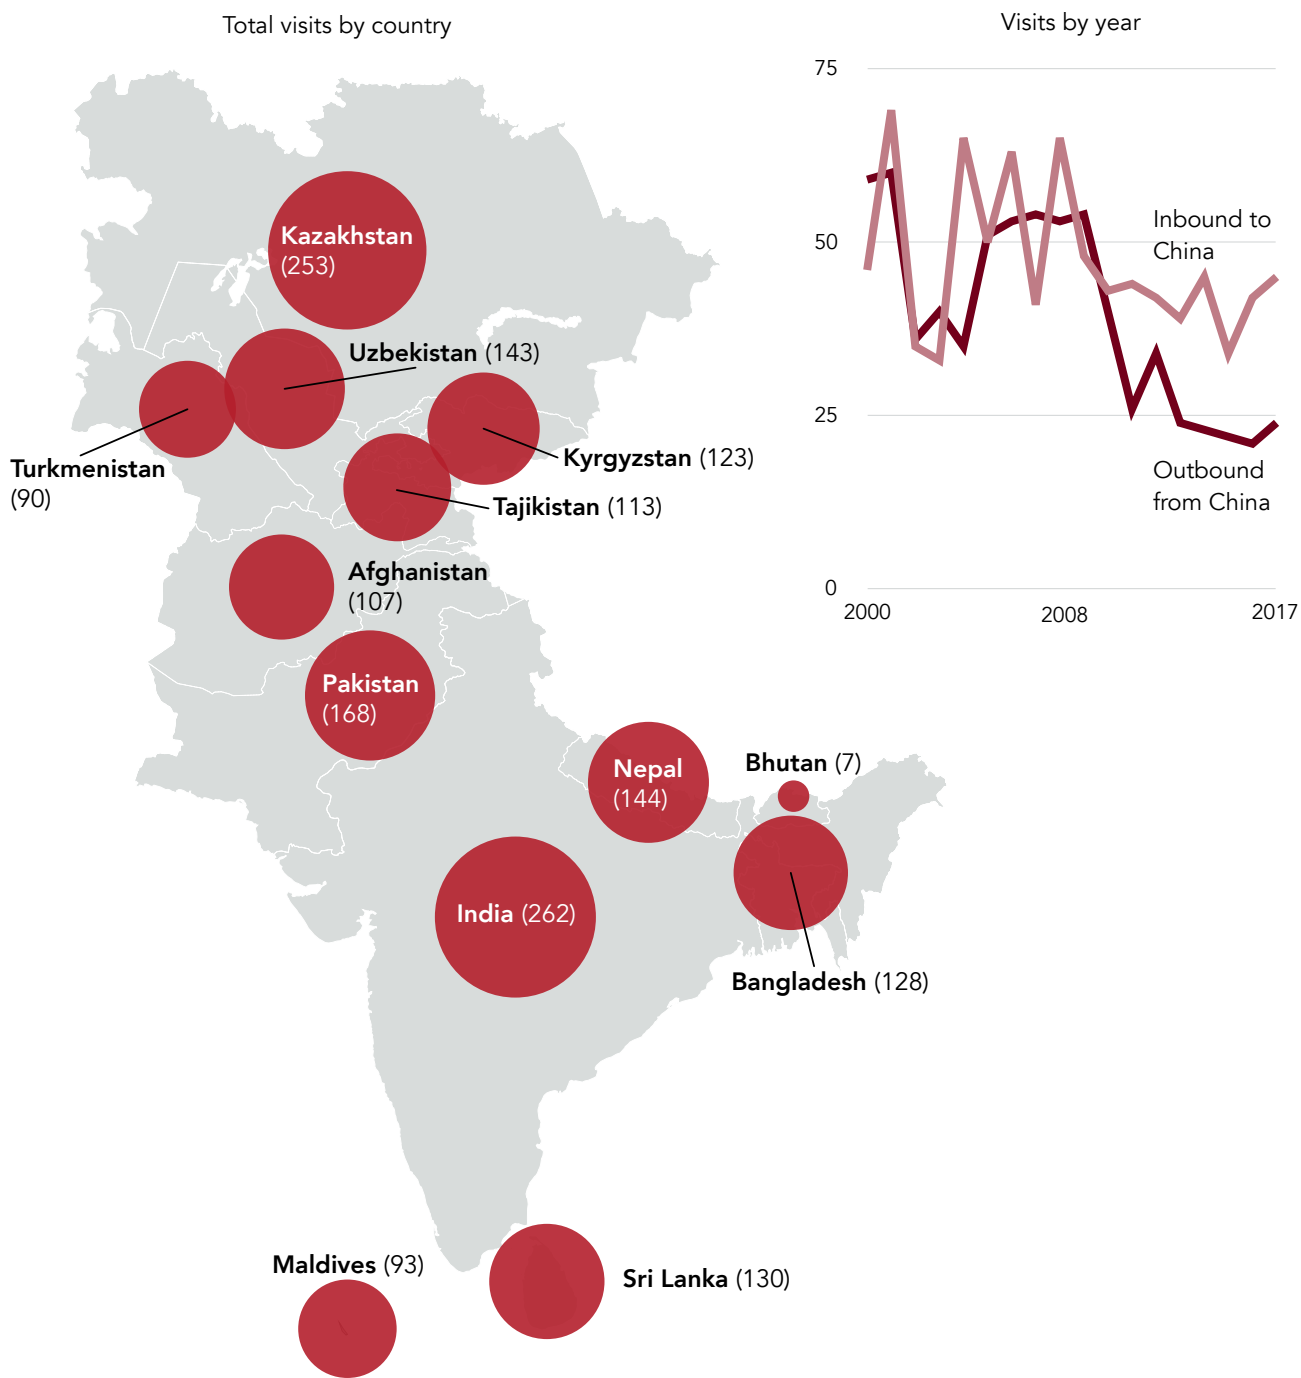 Total visits by country
Kazakhstan
(253)
Uzbekistan (143)
Turkmenistan
(90)
Kyrgyzstan (123)
Tajikistan (113)
Afghanistan
(107)
Pakistan
(168)
Nepal
(144)
Bhutan (7)
India (262)
Bangladesh (128)
Maldives (93)
Sri Lanka (130)
Visits by year
75
50
25
0
2000
2008
2017
Inbound to
China
Outbound
from China